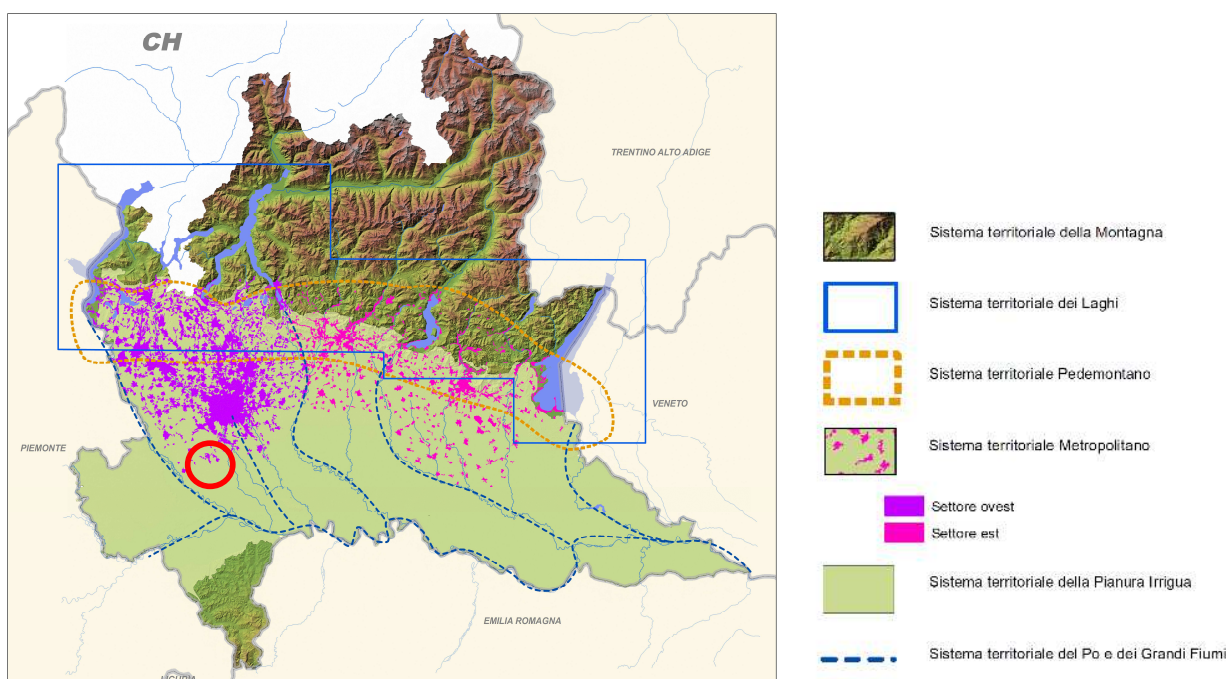 CH
TRENTINO ALTO ADIGE
VENETO
PIEMONTE
EMILIA ROMAGNA
LIGURIA
Sistema territoriale della Montagna
Sistema territoriale dei Laghi
Sistema territoriale Pedemontano
Sistema territoriale Metropolitano
Settore ovest
Settore est
Sistema territoriale della Pianura Irrigua
Sistema territoriale del Po e dei Grandi Fiumi